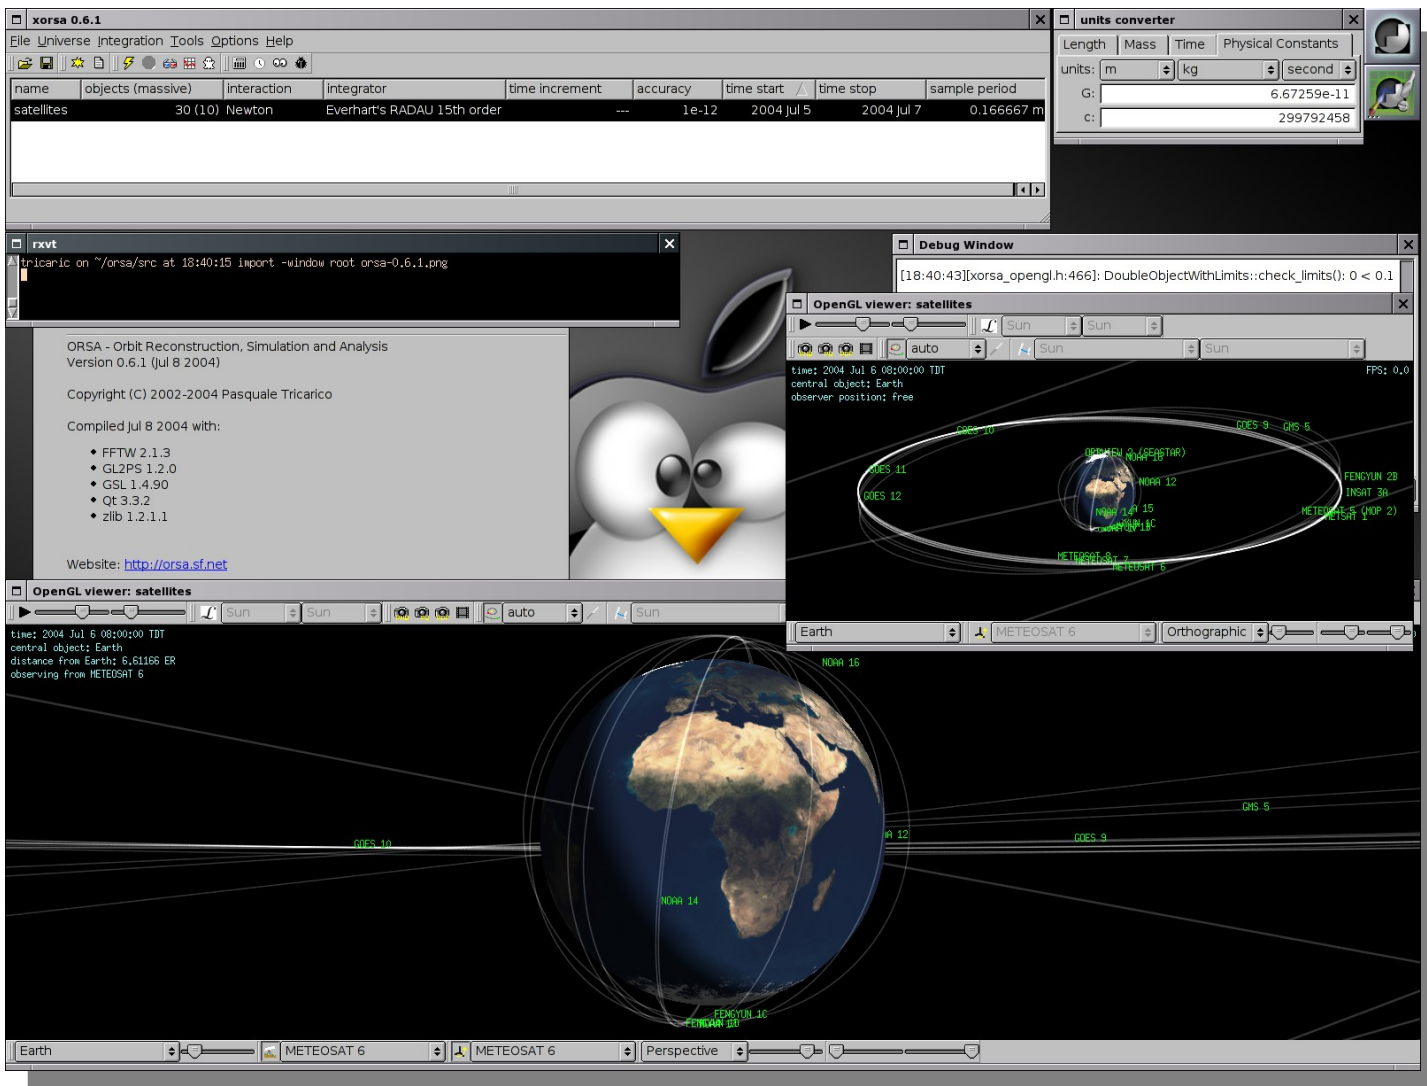 xorsa 0.6.1
File Universe Integration Tools Options Help
name objects (massive) interaction integrator time increment accuracy time start time stop sample period
satellites 30 (10) Newton Everhart's RADAU 15th order --- 1e-12 2004 Jul 5 2004 Jul 7 0.166667 m
units converter
Length Mass Time Physical Constants
units: m kg second
G: 6.67259e-11
c: 299792458
rxvt
tricaric on ~/orsa/src at 18:40:15 import -window root orsa-0.6.1.png
Debug Window
[18:40:43][xorsa_opengl.h:466]: DoubleObjectWithLimits::check_limits(): 0 < 0.1
ORSA - Orbit Reconstruction, Simulation and Analysis
Version 0.6.1 (Jul 8 2004)
Copyright (C) 2002-2004 Pasquale Tricarico
Compiled Jul 8 2004 with:
FFTW 2.1.3
GL2PS 1.2.0
GSL 1.4.90
Qt 3.3.2
zlib 1.2.1.1
Website: http://orsa.sf.net
OpenGL viewer: satellites
Sun Sun
auto Sun Sun
time: 2004 Jul 6 08:00:00 TDT
FPS: 0.0
central object: Earth
observer position: free
GOES 10
GOES 9
GMS 5
(SEASTAR)
NOAA 16
GOES 11
NOAA 12
FENGYUN 2B
GOES 12
INSAT 3A
NOAA 14
A 15
METEOSAT 5 (MOP 2)
METSAT 1
METEOSAT 8
METEOSAT 7
METEOSAT 6
Earth METEOSAT 6 Orthographic
OpenGL viewer: satellites
Sun Sun auto Sun
time: 2004 Jul 6 08:00:00 TDT
central object: Earth
distance from Earth: 6.61166 ER
observing from METEOSAT 6
NOAA 16
GMS 5
GOES 10
A 12
GOES 9
NOAA 14
FENGYUN 1C
Earth METEOSAT 6 METEOSAT 6 Perspective